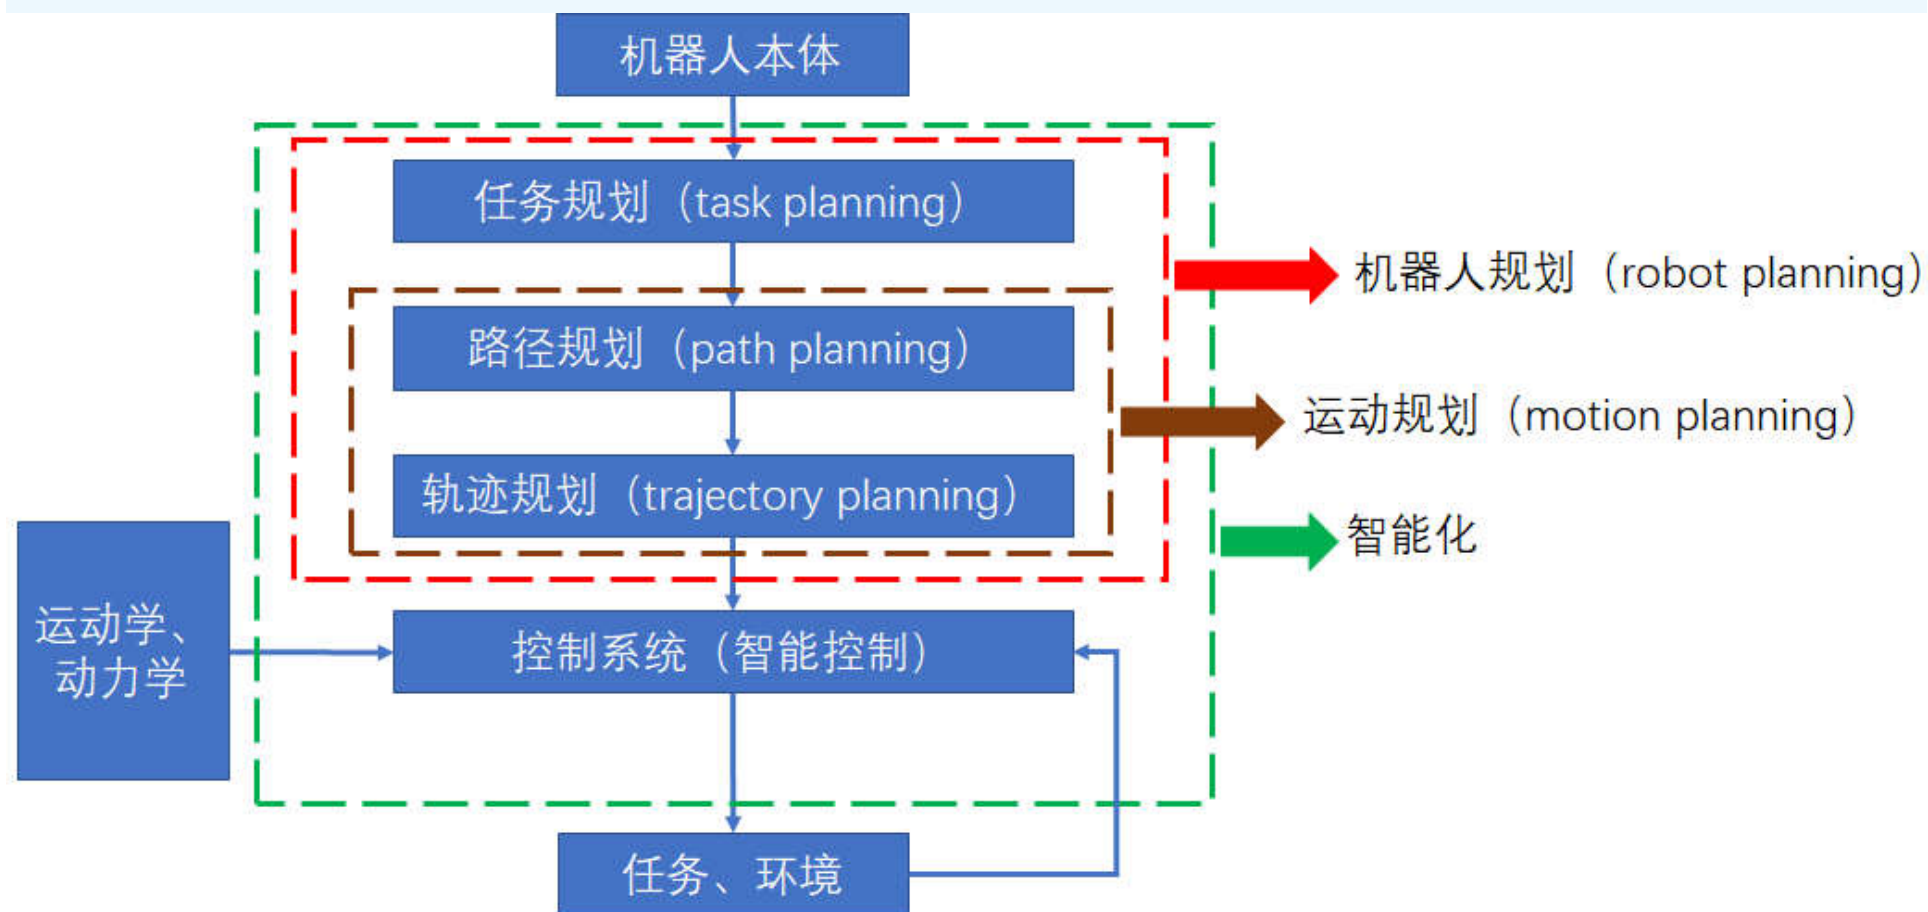 机器人本体
任务规划（task planning）
机器人规划（robot planning）
路径规划（path planning）
运动规划（motion planning）
轨迹规划（trajectory planning）
智能化
运动学、
动力学
控制系统（智能控制）
任务、环境